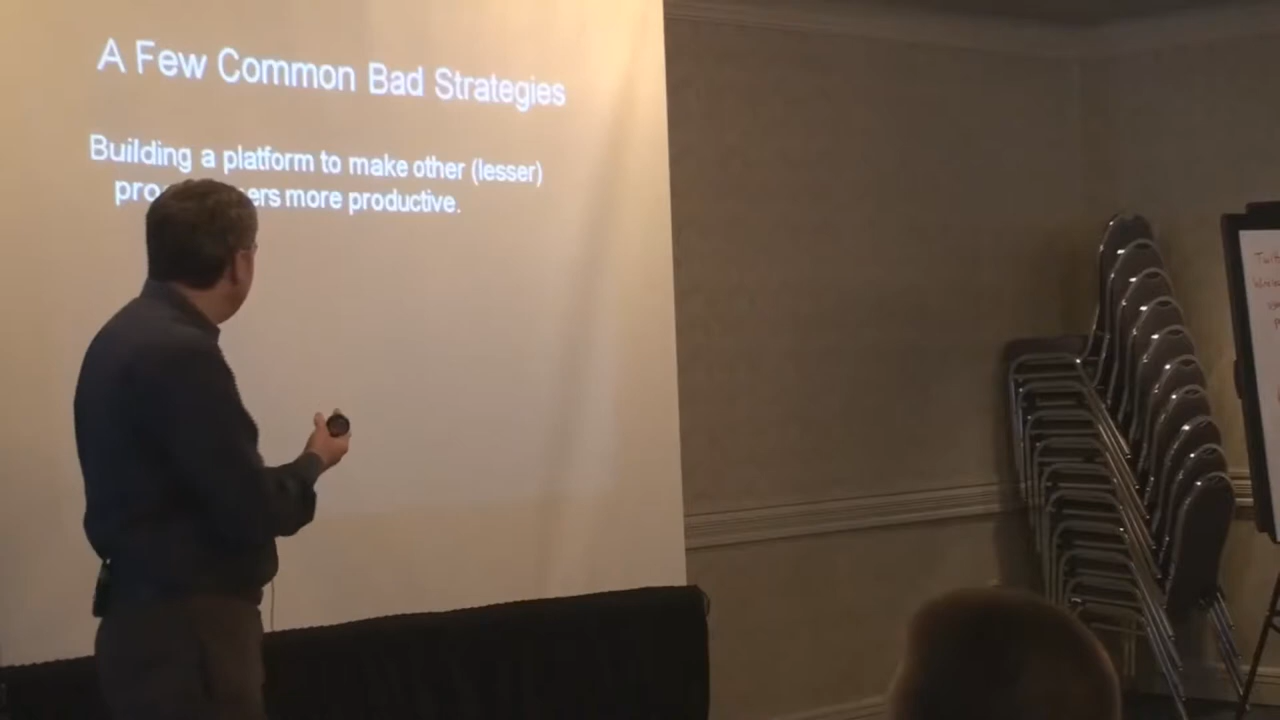 A Few Common Bad Strategies
Building a platform to make other (lesser)
more productive.